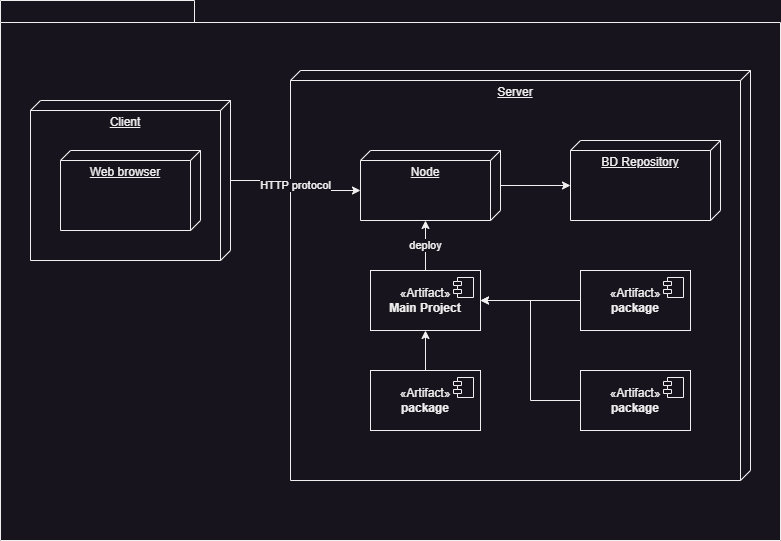 Server
Client
Web browser
HTTP protocol
Node
BD Repository
deploy
«Artifact»
Main Project
«Artifact»
package
«Artifact»
package
«Artifact»
package